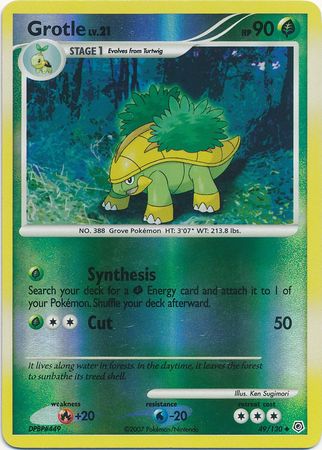 Grotle LV.21 HP 90
STAGE 1 Evolves from Turtwig
NO. 388 Grove Pokémon HT: 3'07" WT: 213.8 lbs.
Synthesis
Search your deck for a Energy card and attach it to 1 of
your Pokémon. Shuffle your deck afterward.
Cut 50
It lives along water in forests. In the daytime, it leaves the forest
to sunbathe its treed shell.
Illus. Ken Sugimori
weakness resistance retreat cost
+20 -20
DPBP#449 ©2007 Pokémon/Nintendo 49/130